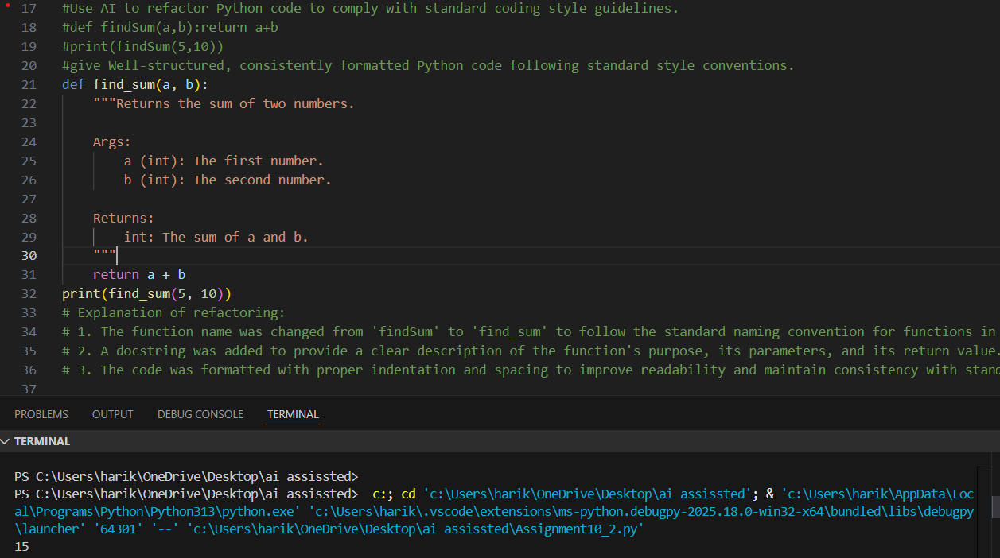 17 #Use AI to refactor Python code to comply with standard coding style guidelines.
18 #def findSum(a,b):return a+b
19 #print(findSum(5,10))
20 #give Well-structured, consistently formatted Python code following standard style conventions.
21 def find_sum(a, b):
22     """Returns the sum of two numbers.
23
24     Args:
25         a (int): The first number.
26         b (int): The second number.
27
28     Returns:
29         int: The sum of a and b.
30     """
31     return a + b
32 print(find_sum(5, 10))
33 # Explanation of refactoring:
34 # 1. The function name was changed from 'findSum' to 'find_sum' to follow the standard naming convention for functions in
35 # 2. A docstring was added to provide a clear description of the function's purpose, its parameters, and its return value.
36 # 3. The code was formatted with proper indentation and spacing to improve readability and maintain consistency with stand
37
PROBLEMS OUTPUT DEBUG CONSOLE TERMINAL
TERMINAL
PS C:\Users\harik\OneDrive\Desktop\ai assissted>
PS C:\Users\harik\OneDrive\Desktop\ai assissted>  c:; cd 'c:\Users\harik\OneDrive\Desktop\ai assissted'; & 'c:\Users\harik\AppData\Loc
al\Programs\Python\Python313\python.exe' 'c:\Users\harik\.vscode\extensions\ms-python.debugpy-2025.18.0-win32-x64\bundled\libs\debugpy
\launcher' '64301' '--' 'c:\Users\harik\OneDrive\Desktop\ai assissted\Assignment10_2.py'
15